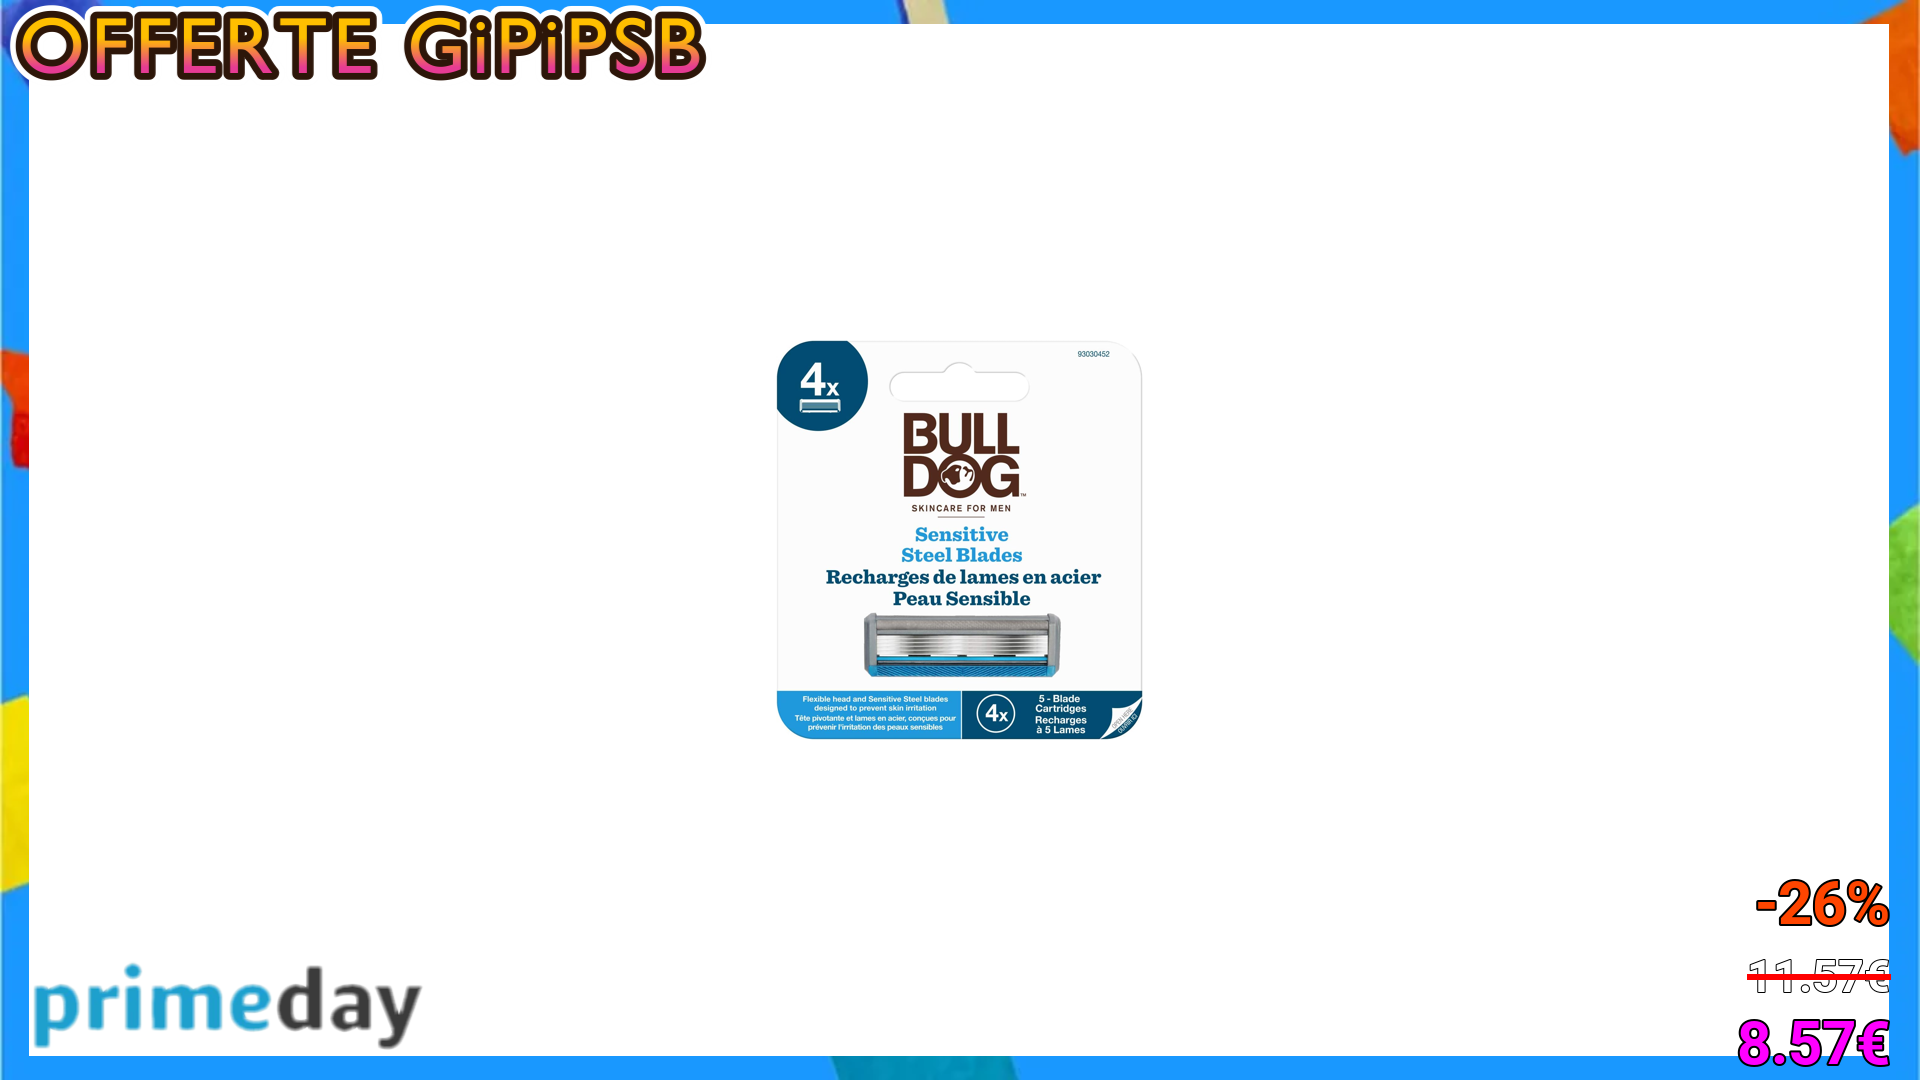 OFFERTE GiPiPSB
93030452
4x
BULL
DOG™
SKINCARE FOR MEN
Sensitive
Steel Blades
Recharges de lames en acier
Peau Sensible
Flexible head and Sensitive Steel blades
designed to prevent skin irritation
Tête pivotante et lames en acier, conçues pour
prévenir l'irritation des peaux sensibles
4x
5 - Blade
Cartridges
Recharges
à 5 Lames
-26%
11.57€
8.57€
primeday